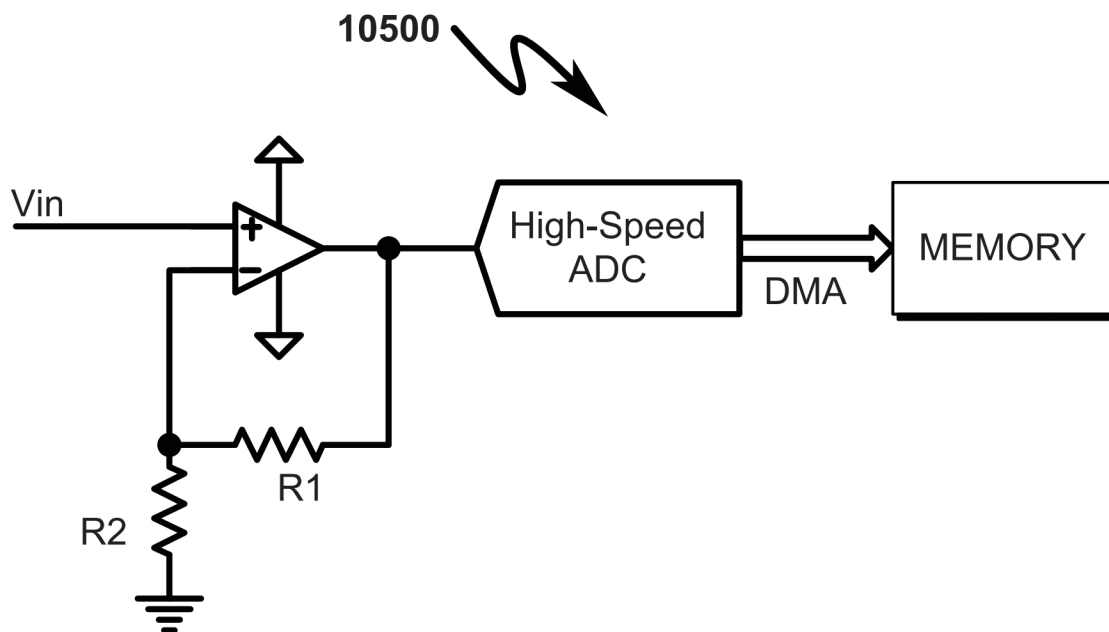 10500
Vin
+
−
High-Speed
ADC
DMA
MEMORY
R1
R2